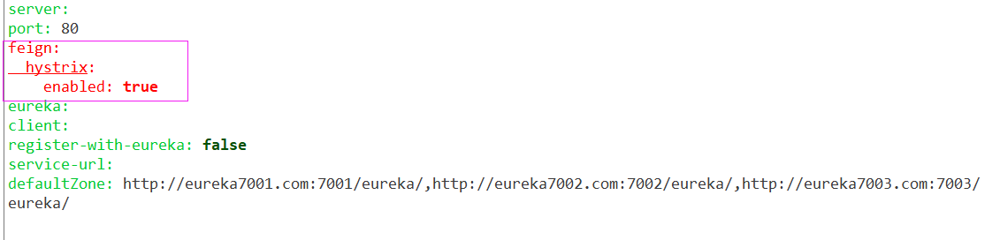 server:
port: 80
feign:
  hystrix:
    enabled: true
eureka:
client:
register-with-eureka: false
service-url:
defaultZone: http://eureka7001.com:7001/eureka/,http://eureka7002.com:7002/eureka/,http://eureka7003.com:7003/
eureka/